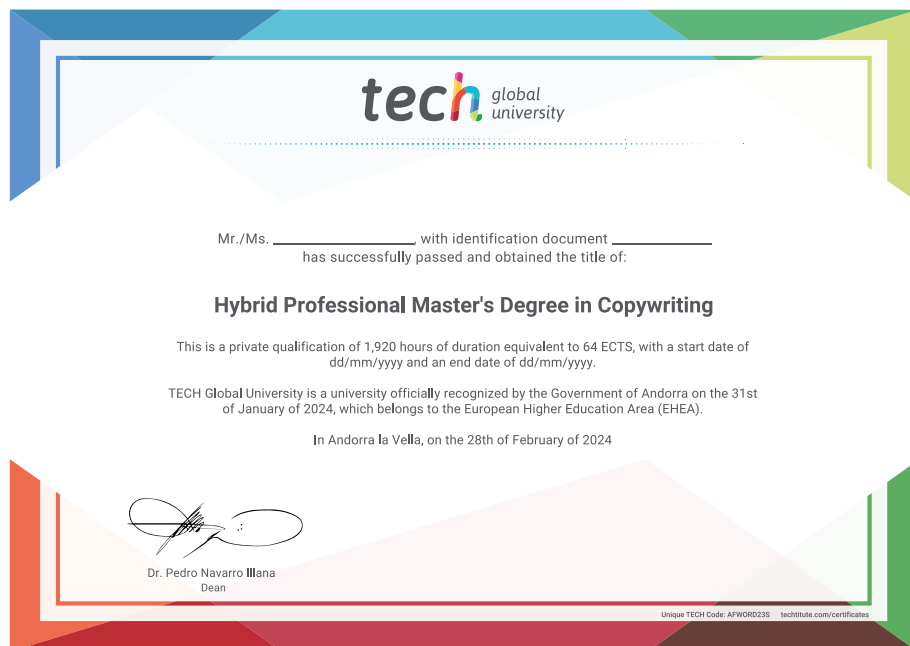 tech global
university
Mr./Ms. ____________, with identification document ____________
has successfully passed and obtained the title of:
Hybrid Professional Master's Degree in Copywriting
This is a private qualification of 1,920 hours of duration equivalent to 64 ECTS, with a start date of
dd/mm/yyyy and an end date of dd/mm/yyyy.
TECH Global University is a university officially recognized by the Government of Andorra on the 31st
of January of 2024, which belongs to the European Higher Education Area (EHEA).
In Andorra la Vella, on the 28th of February of 2024
Dr. Pedro Navarro Illana
Dean
Unique TECH Code: AFWORD23S techtitute.com/certificates